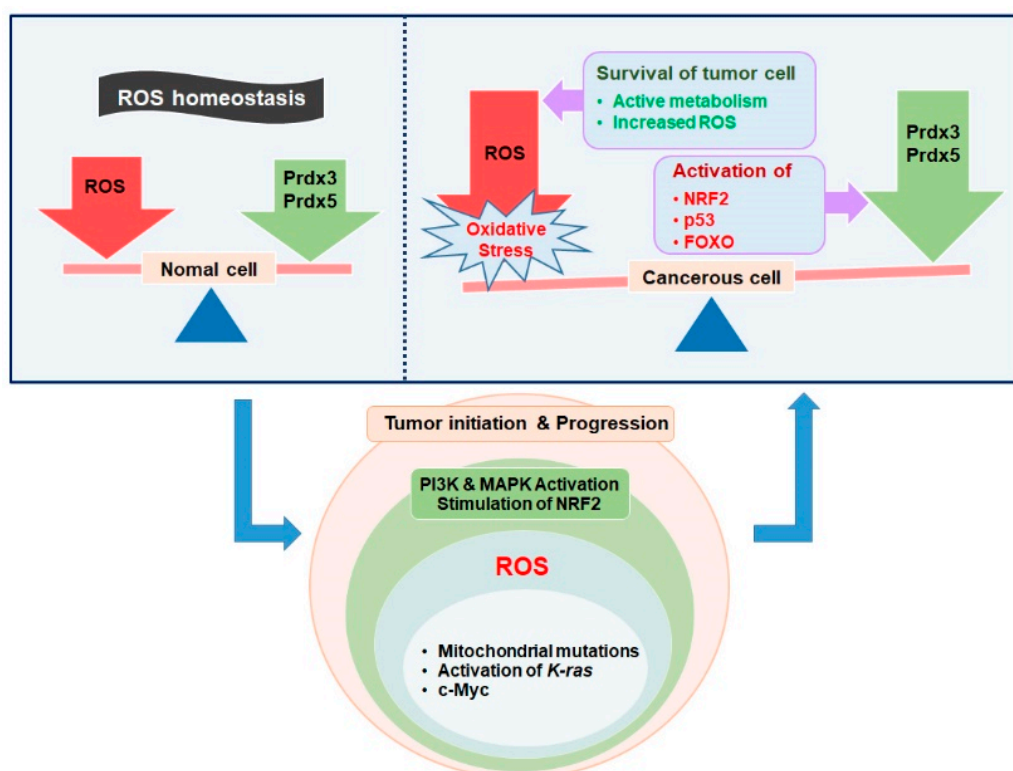 ROS homeostasis
ROS
Prdx3
Prdx5
Nomal cell
Survival of tumor cell
• Active metabolism
• Increased ROS
ROS
Oxidative
Stress
Activation of
• NRF2
• p53
• FOXO
Prdx3
Prdx5
Cancerous cell
Tumor initiation & Progression
PI3K & MAPK Activation
Stimulation of NRF2
ROS
• Mitochondrial mutations
• Activation of K-ras
• c-Myc